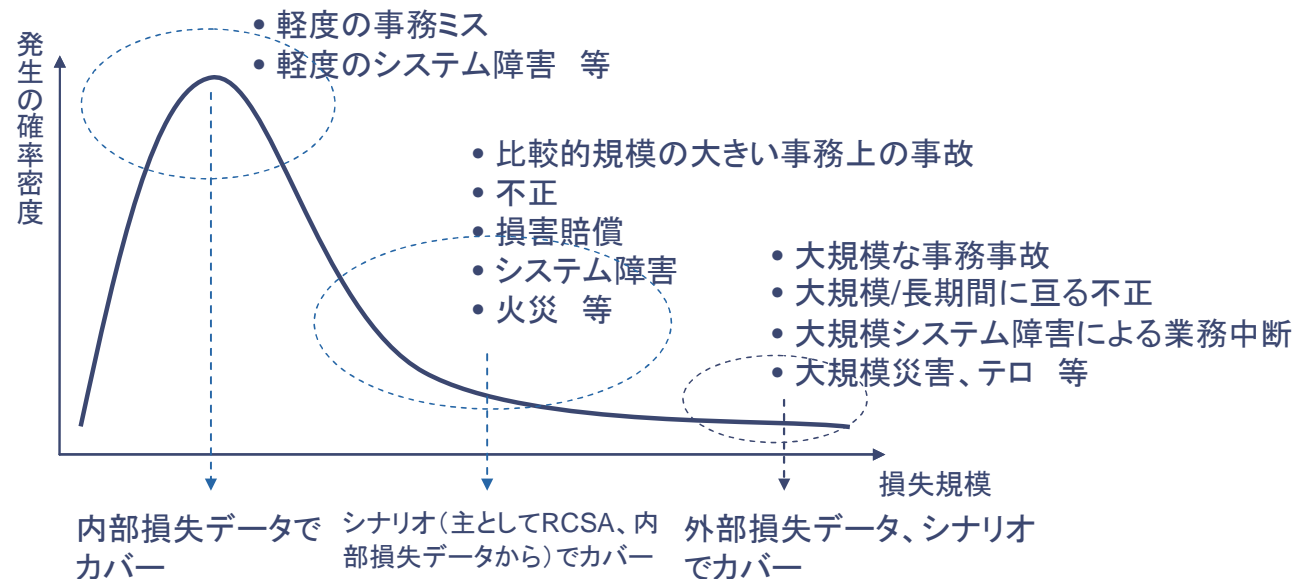 発生の確率密度
• 軽度の事務ミス
• 軽度のシステム障害　等
• 比較的規模の大きい事務上の事故
• 不正
• 損害賠償
• システム障害
• 火災　等
• 大規模な事務事故
• 大規模/長期間に亘る不正
• 大規模システム障害による業務中断
• 大規模災害、テロ　等
損失規模
内部損失データで
カバー
シナリオ（主としてRCSA、内
部損失データから）でカバー
外部損失データ、シナリオ
でカバー